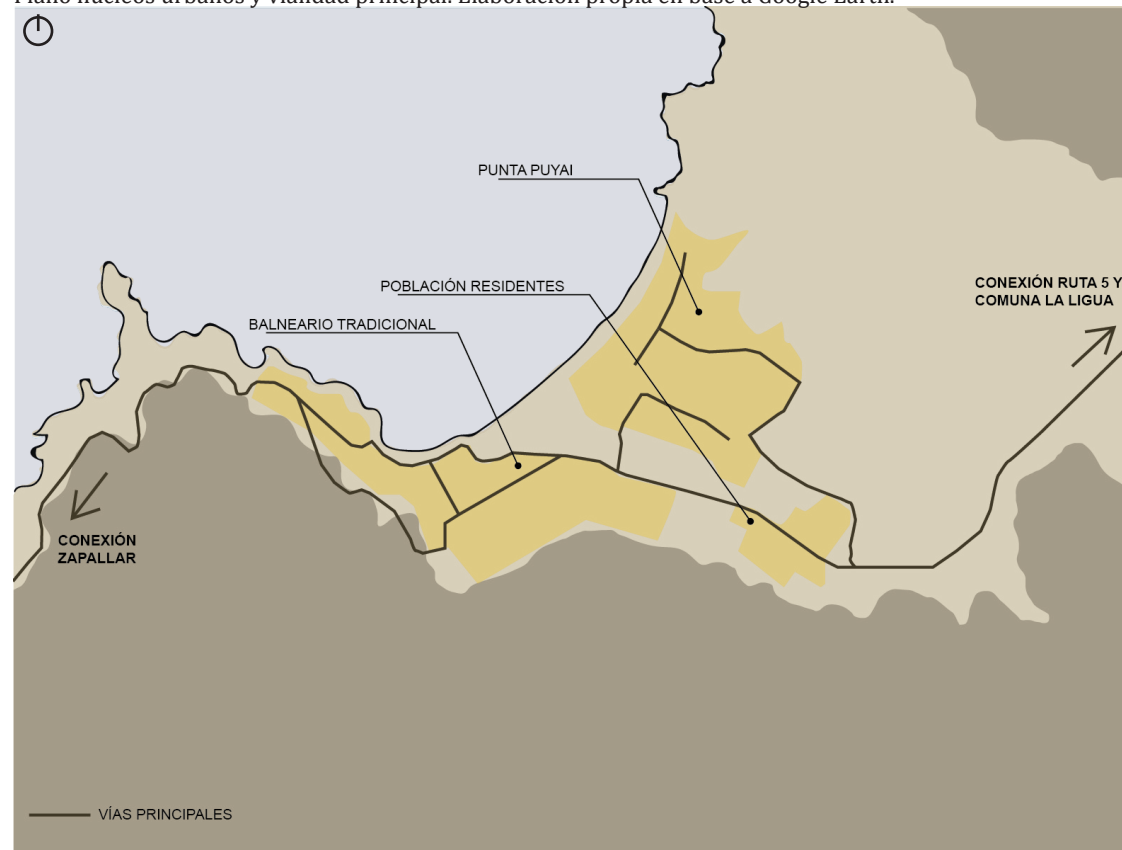 Plano núcleos urbanos y vialidad principal. Elaboración propia en base a Google Earth.
PUNTA PUYAI
POBLACIÓN RESIDENTES
CONEXIÓN RUTA 5 Y
COMUNA LA LIGUA
BALNEARIO TRADICIONAL
CONEXIÓN
ZAPALLAR
VÍAS PRINCIPALES